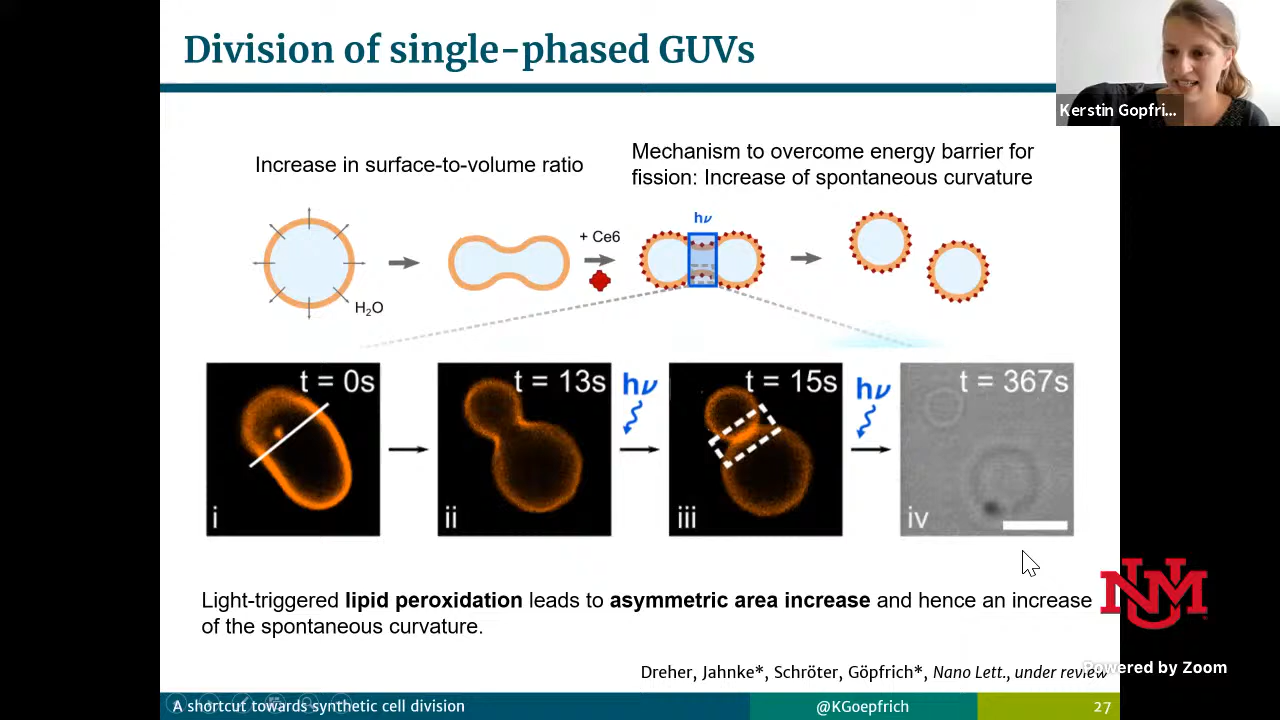 Division of single-phased GUVs
Kerstin Gopfri...
Increase in surface-to-volume ratio
Mechanism to overcome energy barrier for
fission: Increase of spontaneous curvature
hν
+ Ce6
H₂O
t = 0s
t = 13s
hν
t = 15s
hν
t = 367s
i
ii
iii
iv
Light-triggered lipid peroxidation leads to asymmetric area increase and hence an increase
of the spontaneous curvature.
UNM
Dreher, Jahnke*, Schröter, Göpfrich*, Nano Lett., under review
Powered by Zoom
A shortcut towards synthetic cell division
@KGoepfrich
27